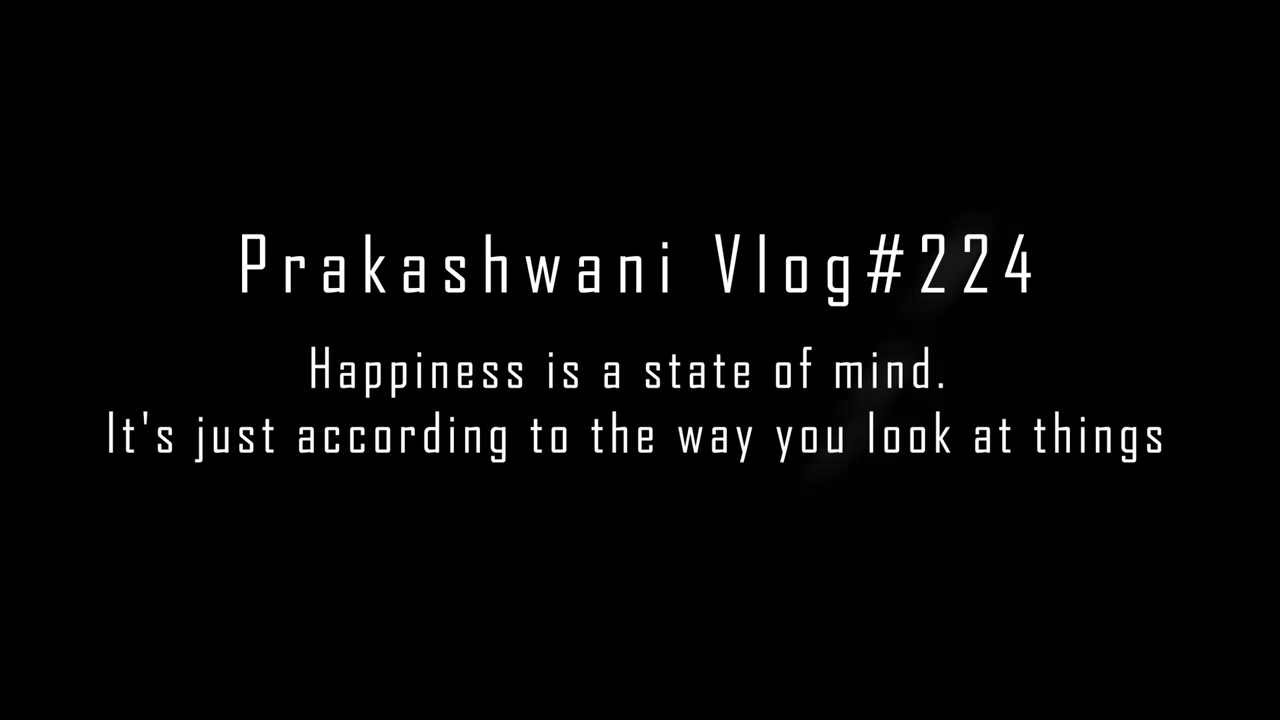 Prakashwani Vlog#224
Happiness is a state of mind.
It's just according to the way you look at things